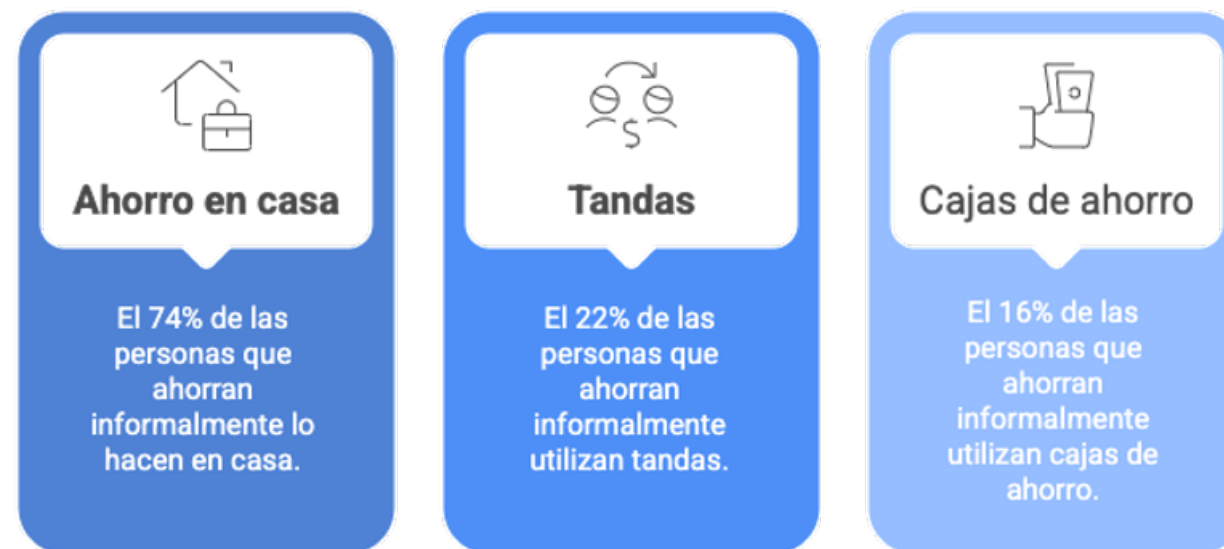 Ahorro en casa
El 74% de las
personas que
ahorran
informalmente lo
hacen en casa.
Tandas
El 22% de las
personas que
ahorran
informalmente
utilizan tandas.
Cajas de ahorro
El 16% de las
personas que
ahorran
informalmente
utilizan cajas de
ahorro.